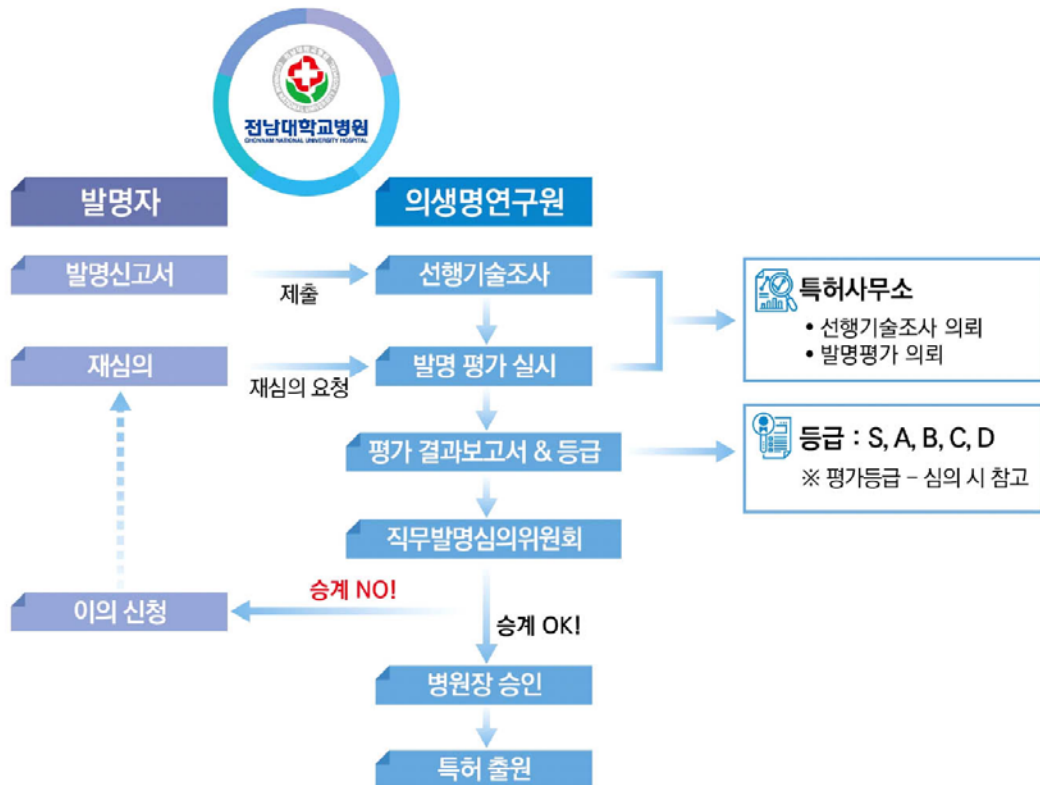 전남대학교병원
CHONNAM NATIONAL UNIVERSITY HOSPITAL
발명자
의생명연구원
발명신고서
제출
선행기술조사
특허사무소
• 선행기술조사 의뢰
• 발명평가 의뢰
재심의
재심의 요청
발명 평가 실시
평가 결과보고서 & 등급
등급 : S, A, B, C, D
※ 평가등급 – 심의 시 참고
직무발명심의위원회
승계 NO!
이의 신청
승계 OK!
병원장 승인
특허 출원